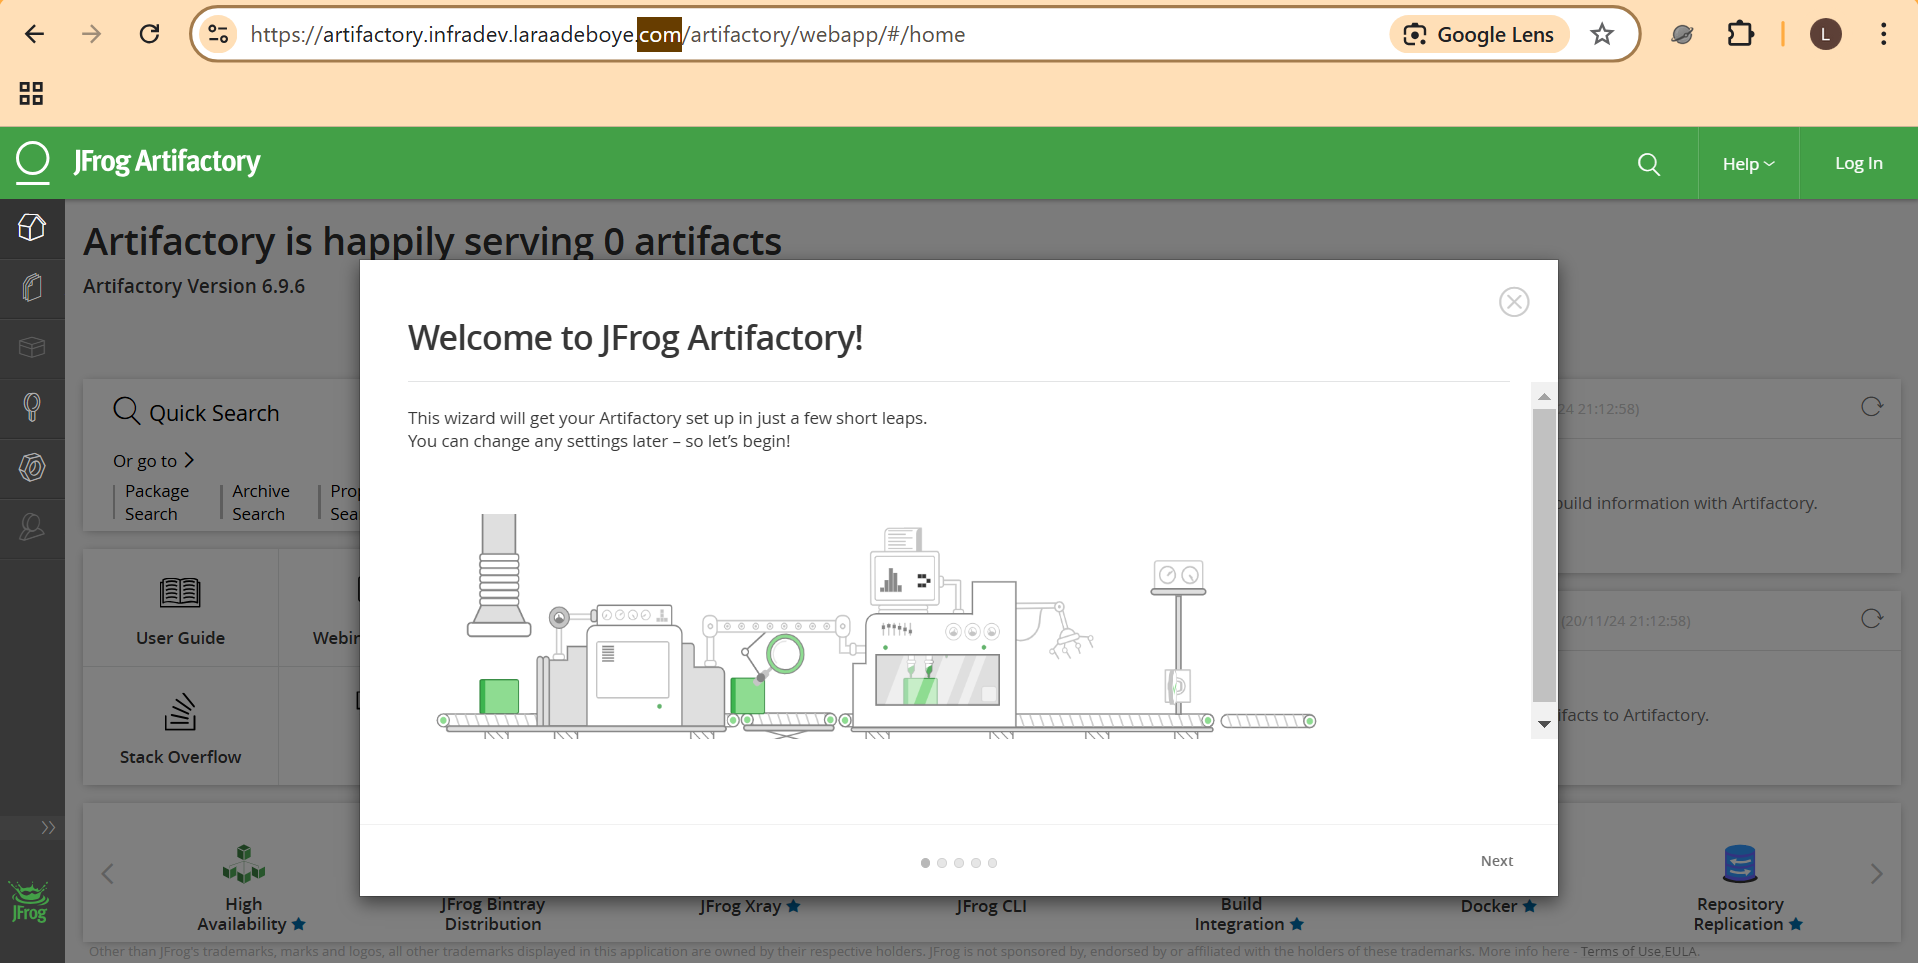 https://artifactory.infradev.laraadeboye.com/artifactory/webapp/#/home
Google Lens
L
JFrog Artifactory
Help
Log In
Artifactory is happily serving 0 artifacts
Artifactory Version 6.9.6
Welcome to JFrog Artifactory!
This wizard will get your Artifactory set up in just a few short leaps.
You can change any settings later – so let's begin!
Quick Search
Or go to
Package
Search
Archive
Search
24 21:12:58)
build information with Artifactory.
User Guide
(20/11/24 21:12:58)
Stack Overflow
ifacts to Artifactory.
Next
High
Availability
JFrog Bintray
Distribution
JFrog Xray
JFrog CLI
Build
Integration
Docker
Repository
Replication
JFrog
Other than JFrog's trademarks, marks and logos, all other trademarks displayed in this application are owned by their respective holders. JFrog is not sponsored by, endorsed by or affiliated with the holders of these trademarks. More info here - Terms of Use,EULA.